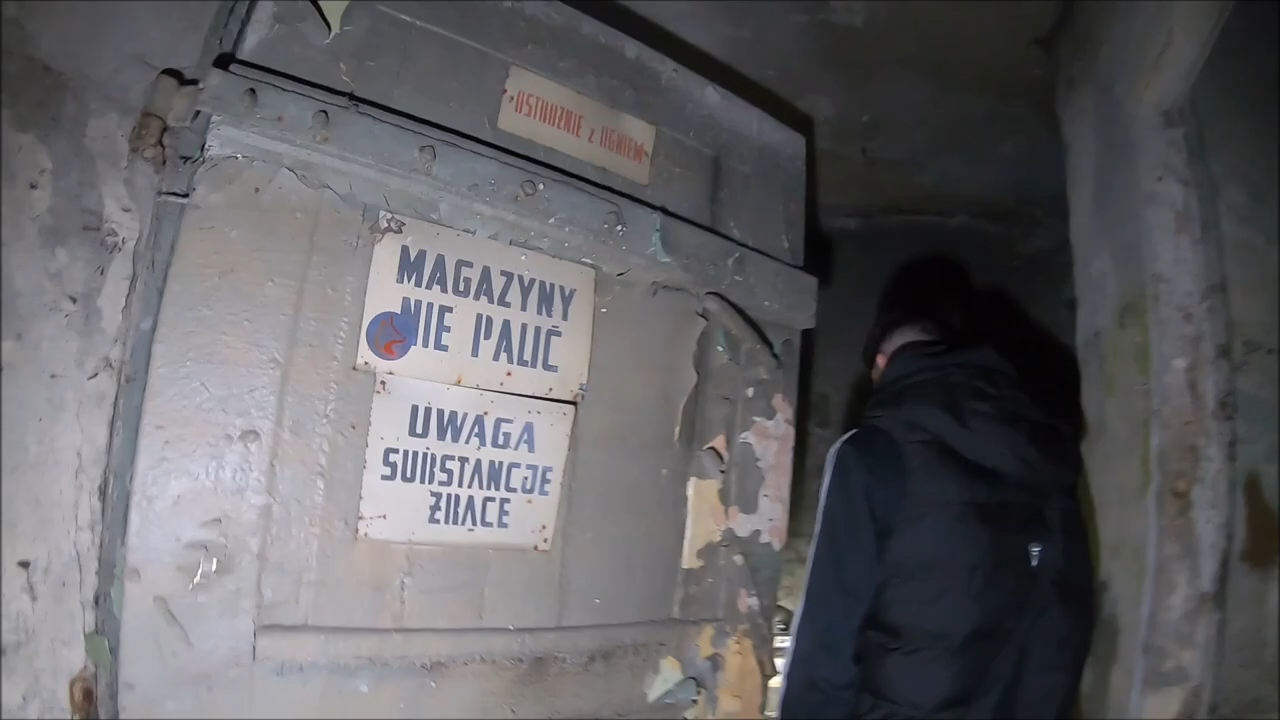 OSTROŻNIE z OGNIEM
MAGAZYNY
NIE PALIĆ
UWAGA
SUBSTANCJE
ŻRĄCE